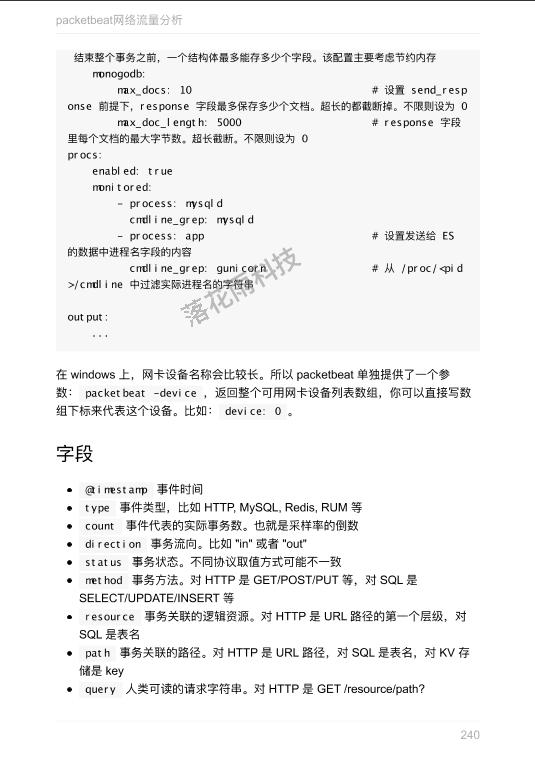 packetbeat网络流量分析
结束整个事务之前，一个结构体最多能存多少个字段。该配置主要考虑节约内存
monogodb:
max_docs: 10 # 设置 send_resp
onse 前提下，response 字段最多保存多少个文档。超长的都截断掉。不限则设为 0
max_doc_length: 5000 # response 字段
里每个文档的最大字节数。超长截断。不限则设为 0
procs:
enabled: true
monitored:
- process: mysqld
cmdline_grep: mysqld
- process: app # 设置发送给 ES
的数据中进程名字段的内容
cmdline_grep: gunicorn # 从 /proc/<pid
>/cmdline 中过滤实际进程名的字符串
output:
...
落花雨科技
在 windows 上，网卡设备名称会比较长。所以 packetbeat 单独提供了一个参
数： packetbeat -device ，返回整个可用网卡设备列表数组，你可以直接写数
组下标来代表这个设备。比如： device: 0 。
字段
• @timestamp 事件时间
• type 事件类型，比如 HTTP, MySQL, Redis, RUM 等
• count 事件代表的实际事务数。也就是采样率的倒数
• direction 事务流向。比如 "in" 或者 "out"
• status 事务状态。不同协议取值方式可能不一致
• method 事务方法。对 HTTP 是 GET/POST/PUT 等，对 SQL 是
SELECT/UPDATE/INSERT 等
• resource 事务关联的逻辑资源。对 HTTP 是 URL 路径的第一个层级，对
SQL 是表名
• path 事务关联的路径。对 HTTP 是 URL 路径，对 SQL 是表名，对 KV 存
储是 key
• query 人类可读的请求字符串。对 HTTP 是 GET /resource/path?
240